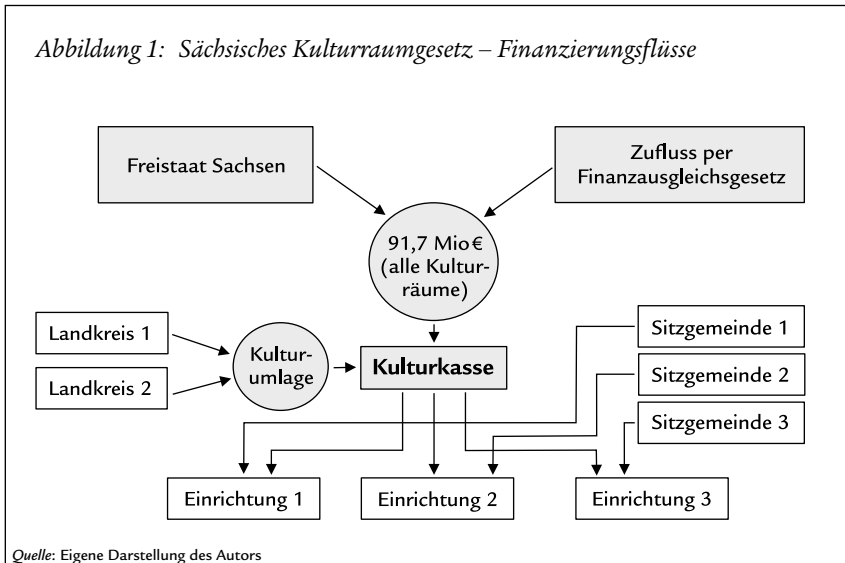 Abbildung 1: Sächsisches Kulturraumgesetz – Finanzierungsflüsse
Freistaat Sachsen
Zufluss per
Finanzausgleichsgesetz
91,7 Mio €
(alle Kultur-
räume)
Landkreis 1
Landkreis 2
Kultur-
umlage
Kulturkasse
Sitzgemeinde 1
Sitzgemeinde 2
Sitzgemeinde 3
Einrichtung 1
Einrichtung 2
Einrichtung 3
Quelle: Eigene Darstellung des Autors